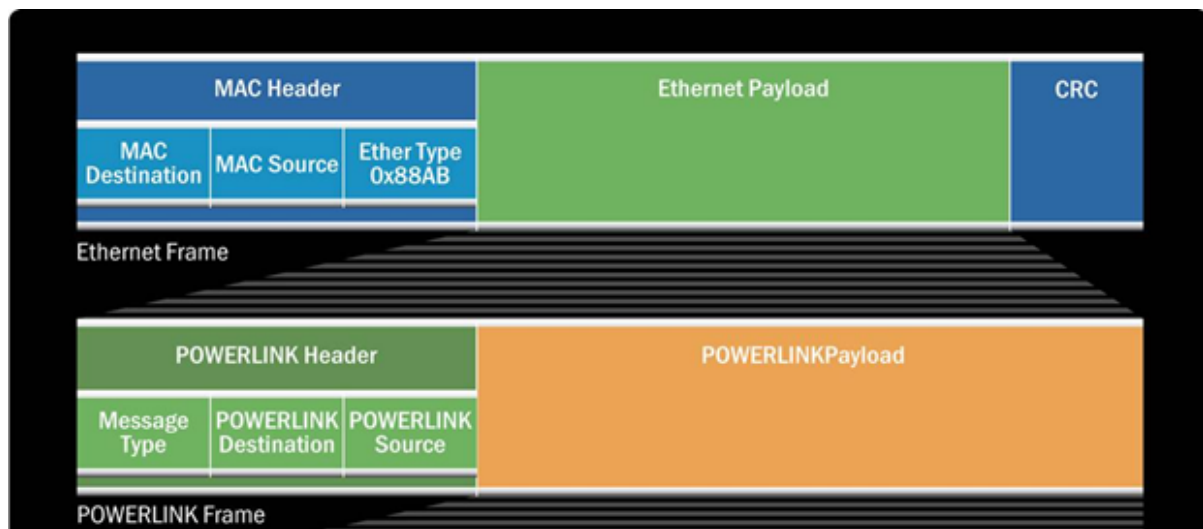 MAC Header
Ethernet Payload
CRC
MAC
Destination
MAC Source
Ether Type
0x88AB
Ethernet Frame
POWERLINK Header
POWERLINKPayload
Message
Type
POWERLINK
Destination
POWERLINK
Source
POWERLINK Frame